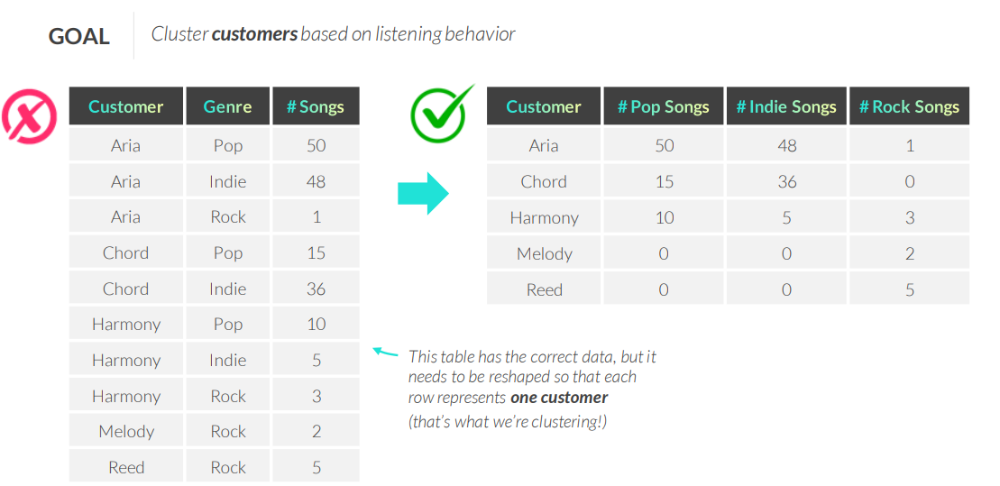 GOAL
Cluster customers based on listening behavior
Customer Genre # Songs
Aria Pop 50
Aria Indie 48
Aria Rock 1
Chord Pop 15
Chord Indie 36
Harmony Pop 10
Harmony Indie 5
Harmony Rock 3
Melody Rock 2
Reed Rock 5
Customer # Pop Songs # Indie Songs # Rock Songs
Aria 50 48 1
Chord 15 36 0
Harmony 10 5 3
Melody 0 0 2
Reed 0 0 5
This table has the correct data, but it
needs to be reshaped so that each
row represents one customer
(that's what we're clustering!)